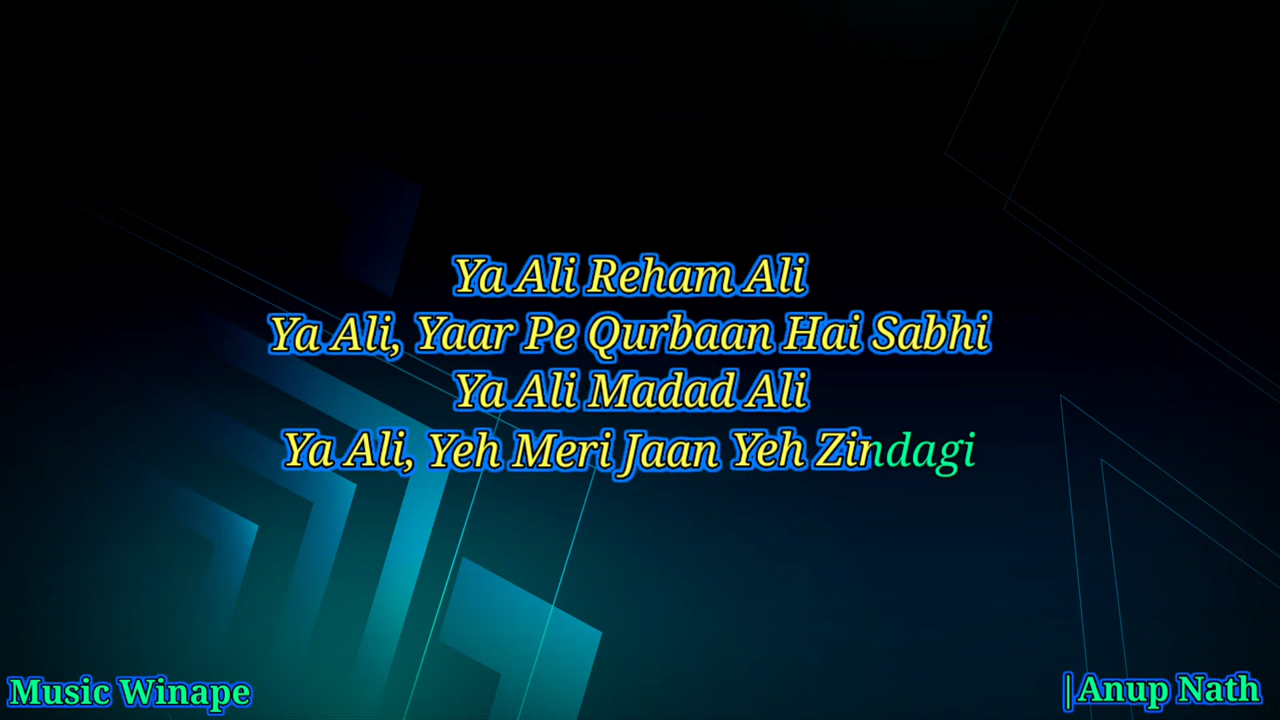 Ya Ali Reham Ali
Ya Ali, Yaar Pe Qurbaan Hai Sabhi
Ya Ali Madad Ali
Ya Ali, Yeh Meri Jaan Yeh Zindagi
Music Winape
|Anup Nath